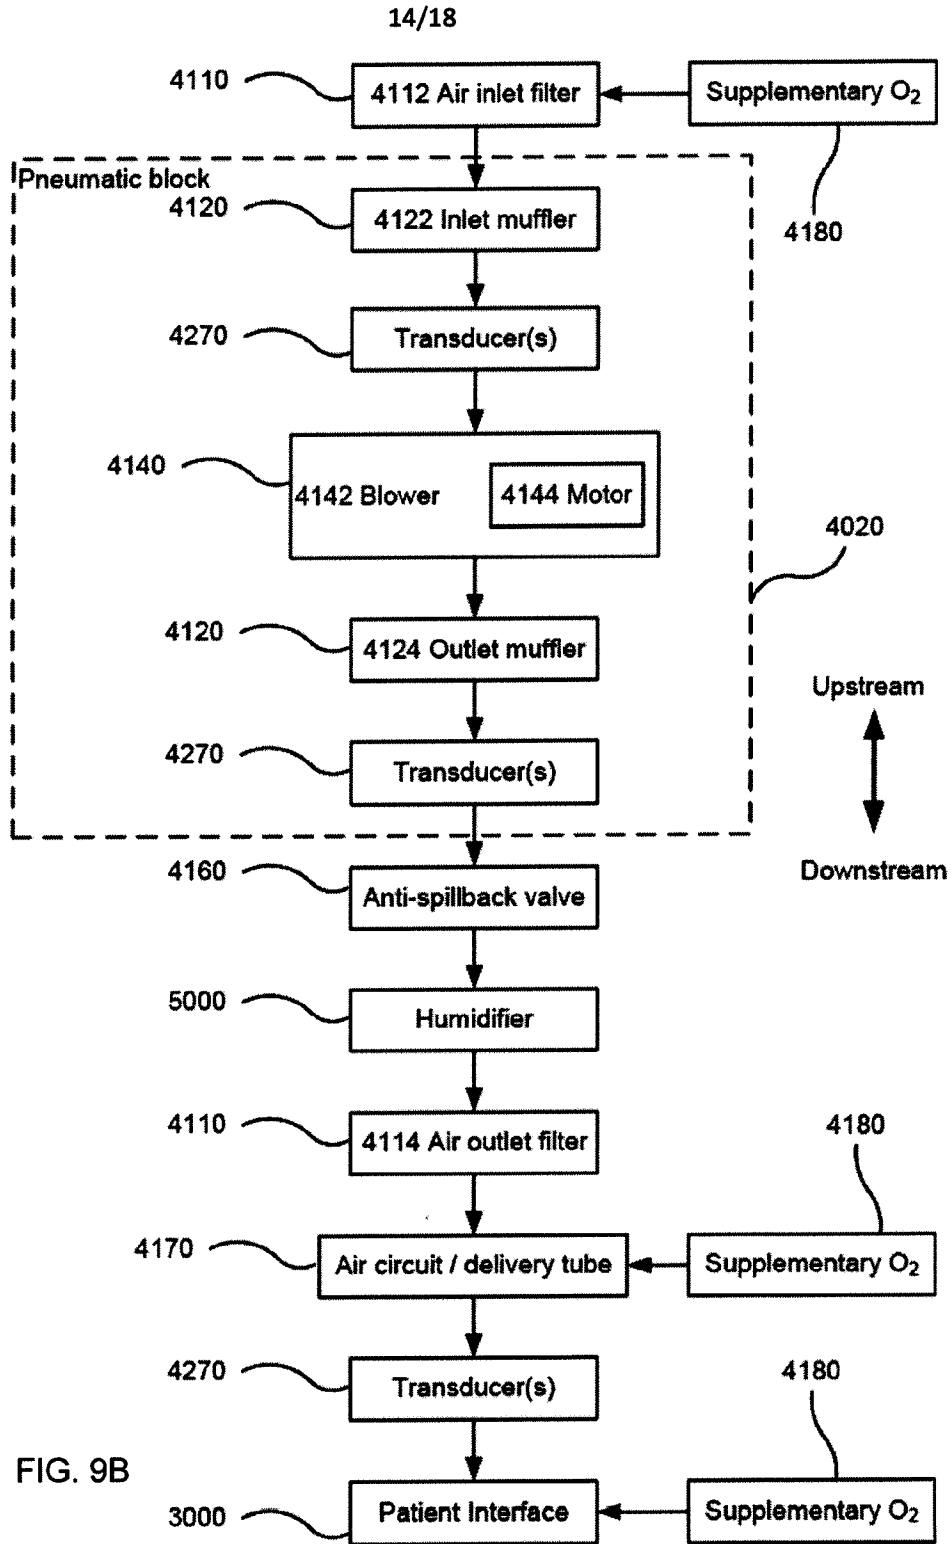 14/18
4110
4112 Air inlet filter
Supplementary O₂
4180
Pneumatic block
4120
4122 Inlet muffler
4270
Transducer(s)
4140
4142 Blower
4144 Motor
4020
4120
4124 Outlet muffler
Upstream
4270
Transducer(s)
Downstream
4160
Anti-spillback valve
5000
Humidifier
4110
4114 Air outlet filter
4180
4170
Air circuit / delivery tube
Supplementary O₂
4270
Transducer(s)
4180
FIG. 9B
3000
Patient Interface
Supplementary O₂